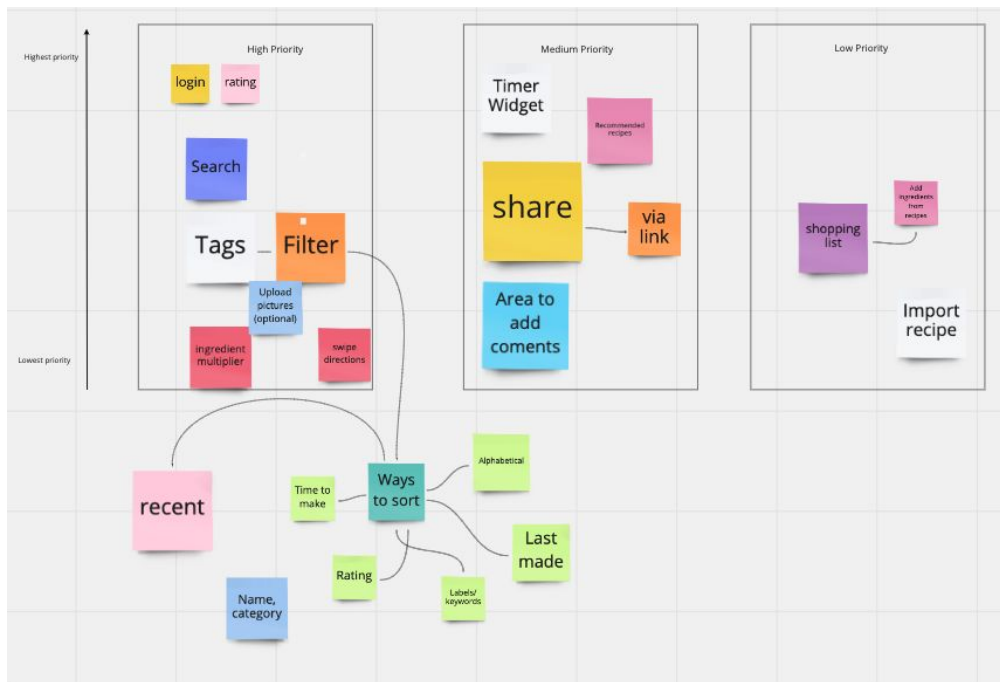 High Priority
Medium Priority
Low Priority
Highest priority
login
rating
Timer
Widget
Recommended
recipes
Search
share
via
link
Add
ingredients
from
recipes
shopping
list
Tags
Filter
Upload
pictures
(optional)
Area to
add
coments
Import
recipe
ingredient
multiplier
swipe
directions
Lowest priority
recent
Time to
make
Ways
to sort
Alphabetical
Last
made
Rating
Labels/
keywords
Name,
category